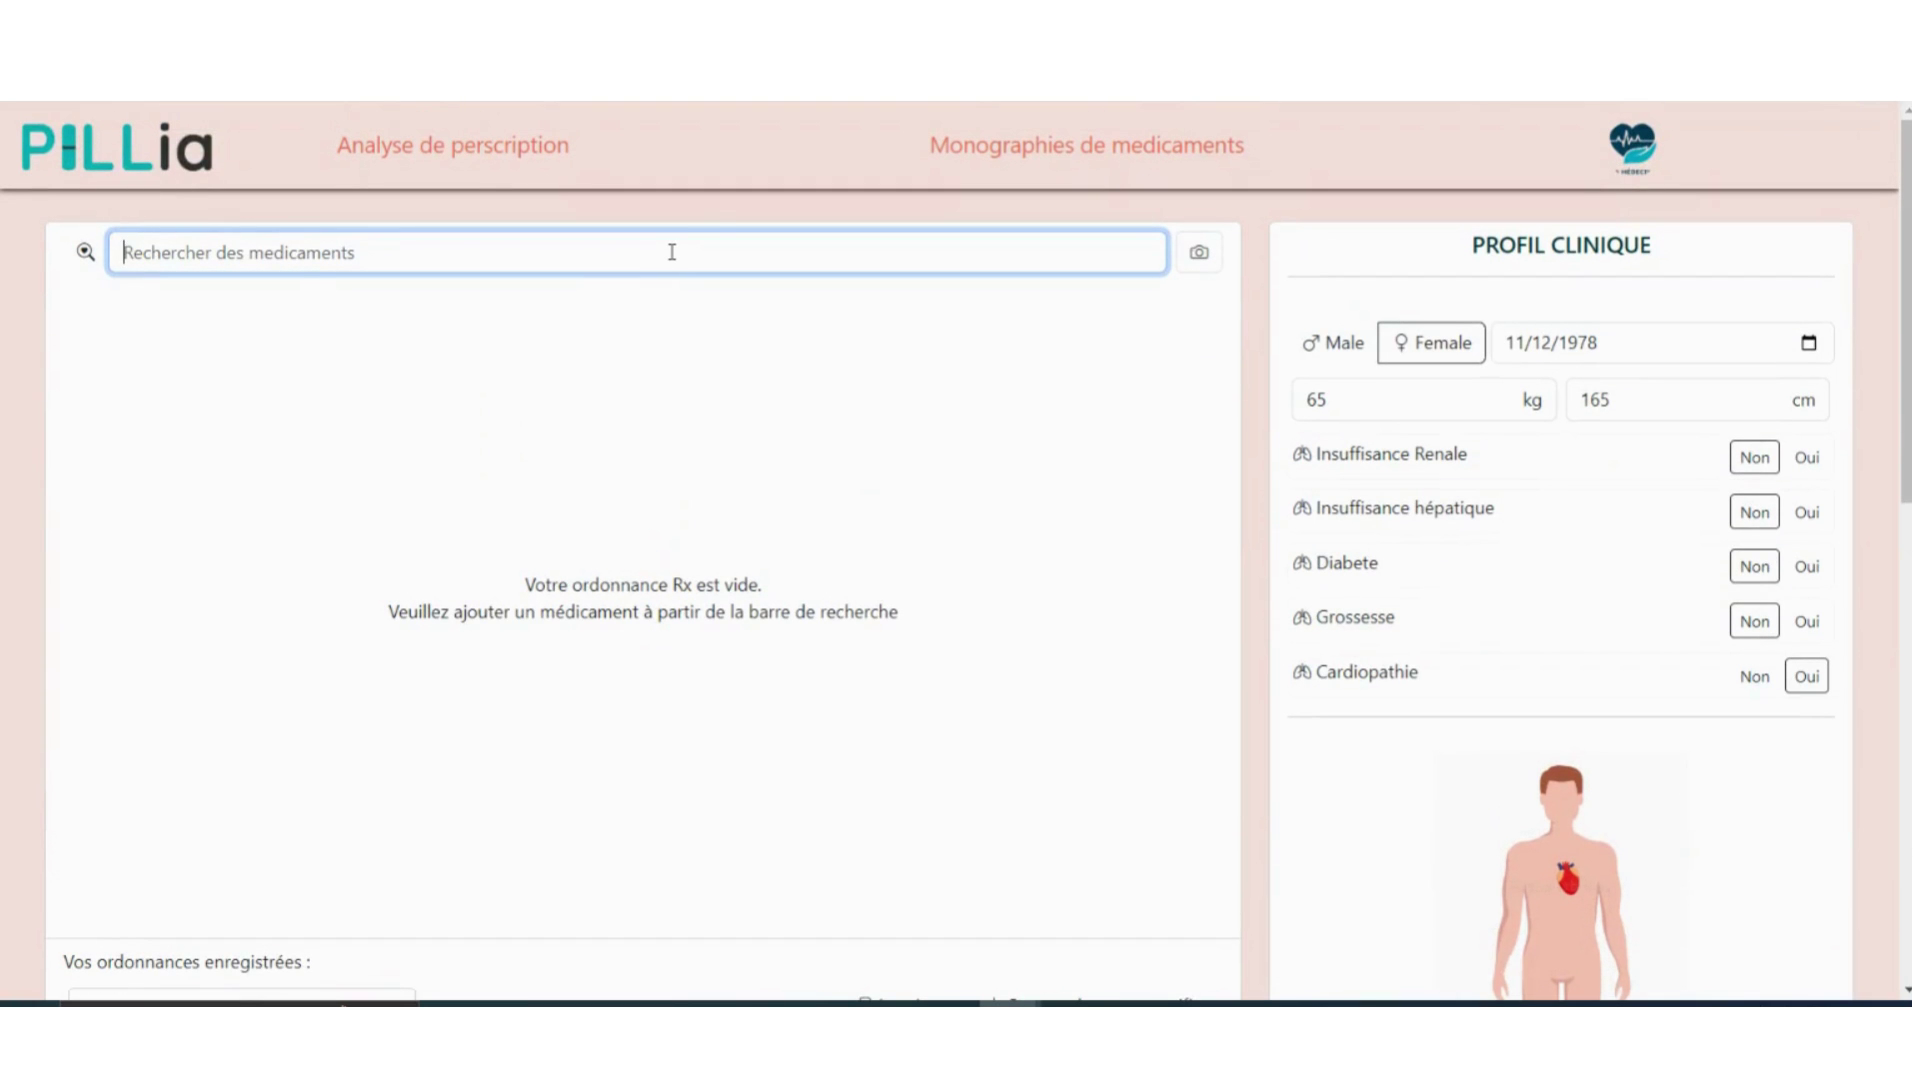 PILLia
Analyse de perscription
Monographies de medicaments
Rechercher des medicaments
Votre ordonnance Rx est vide.
Veuillez ajouter un médicament à partir de la barre de recherche
Vos ordonnances enregistrées :
PROFIL CLINIQUE
Male
Female
11/12/1978
65 kg
165 cm
Insuffisance Renale Non Oui
Insuffisance hépatique Non Oui
Diabete Non Oui
Grossesse Non Oui
Cardiopathie Non Oui